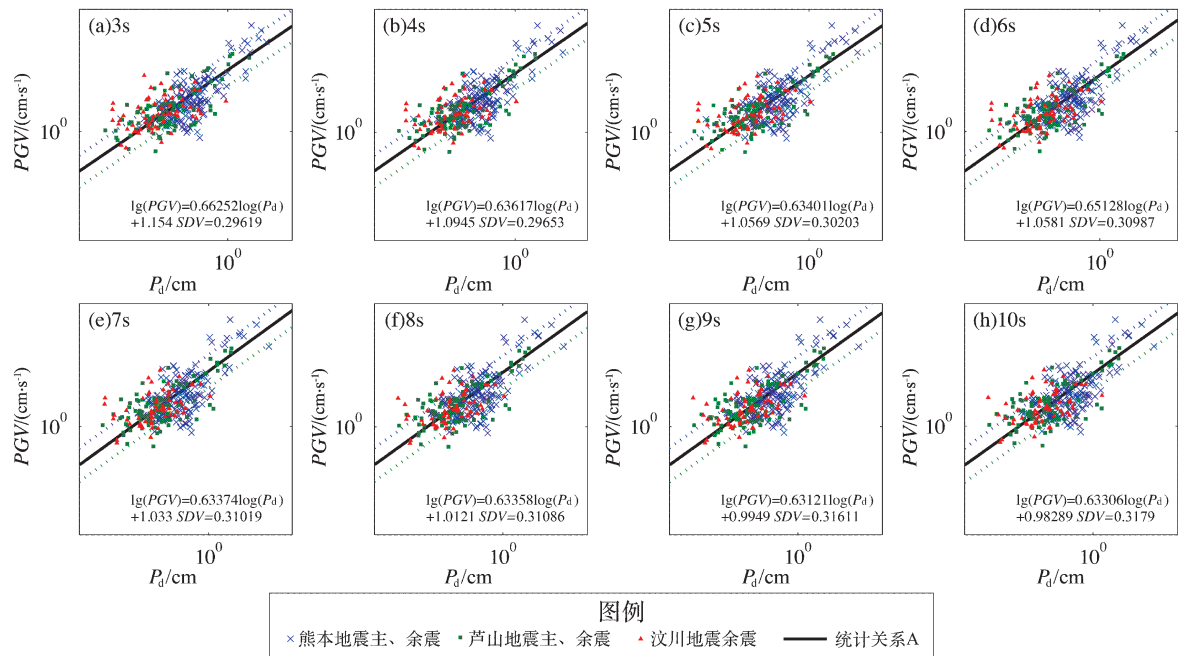 (a)3s
PGV/(cm·s⁻¹)
10⁰
lg(PGV)=0.66252log(Pd)
+1.154 SDV=0.29619
10⁰
Pd/cm
(b)4s
PGV/(cm·s⁻¹)
10⁰
lg(PGV)=0.63617log(Pd)
+1.0945 SDV=0.29653
10⁰
Pd/cm
(c)5s
PGV/(cm·s⁻¹)
10⁰
lg(PGV)=0.63401log(Pd)
+1.0569 SDV=0.30203
10⁰
Pd/cm
(d)6s
PGV/(cm·s⁻¹)
10⁰
lg(PGV)=0.65128log(Pd)
+1.0581 SDV=0.30987
10⁰
Pd/cm
(e)7s
PGV/(cm·s⁻¹)
10⁰
lg(PGV)=0.63374log(Pd)
+1.033 SDV=0.31019
10⁰
Pd/cm
(f)8s
PGV/(cm·s⁻¹)
10⁰
lg(PGV)=0.63358log(Pd)
+1.0121 SDV=0.31086
10⁰
Pd/cm
(g)9s
PGV/(cm·s⁻¹)
10⁰
lg(PGV)=0.63121log(Pd)
+0.9949 SDV=0.31611
10⁰
Pd/cm
(h)10s
PGV/(cm·s⁻¹)
10⁰
lg(PGV)=0.63306log(Pd)
+0.98289 SDV=0.3179
10⁰
Pd/cm
图例
熊本地震主、余震 芦山地震主、余震 汶川地震余震 统计关系A